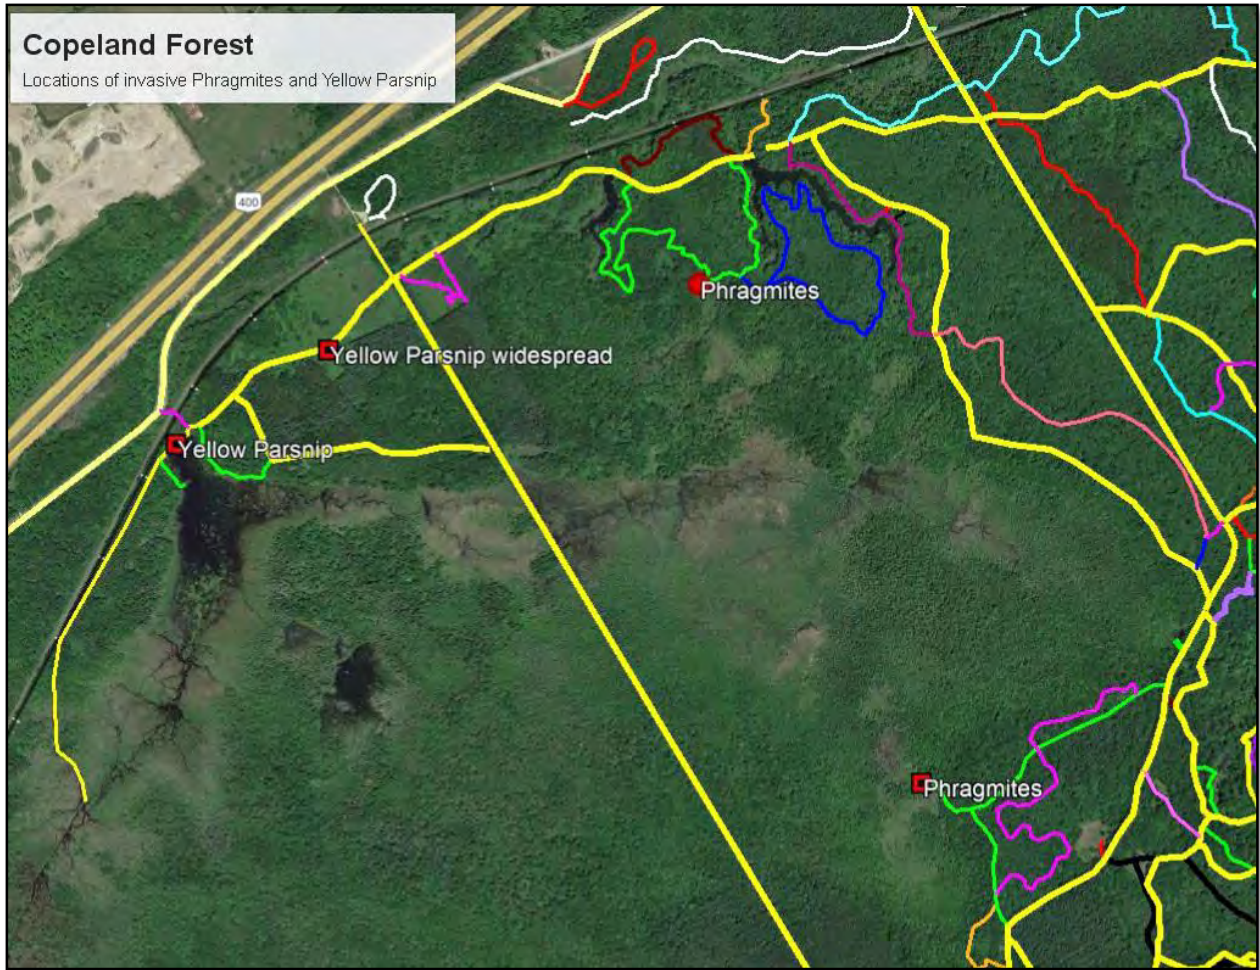 Copeland Forest
Locations of invasive Phragmites and Yellow Parsnip
400
Phragmites
Yellow Parsnip widespread
Yellow Parsnip
Phragmites